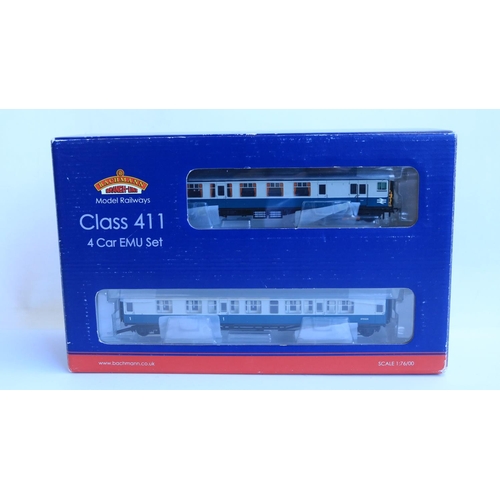 BACHMANN
BRANCH-LINE
Model Railways
Class 411
4 Car EMU Set
www.bachmann.co.uk
SCALE 1:76/00